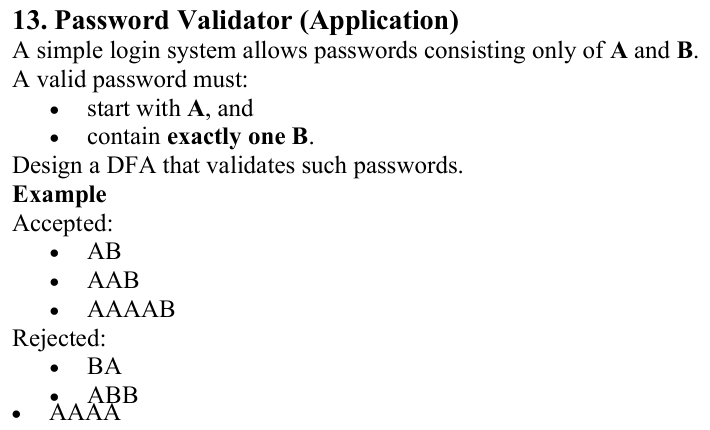 13. Password Validator (Application)
A simple login system allows passwords consisting only of A and B.
A valid password must:
• start with A, and
• contain exactly one B.
Design a DFA that validates such passwords.
Example
Accepted:
• AB
• AAB
• AAAAB
Rejected:
• BA
• ABB
• AAAA